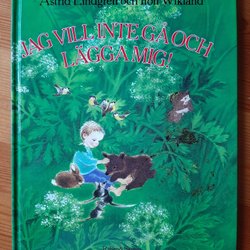 Astrid Lindgren och Ilon Wikland
JAG VILL INTE GÅ OCH
LÄGGA MIG!